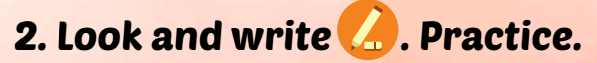 2. Look and write . Practice.